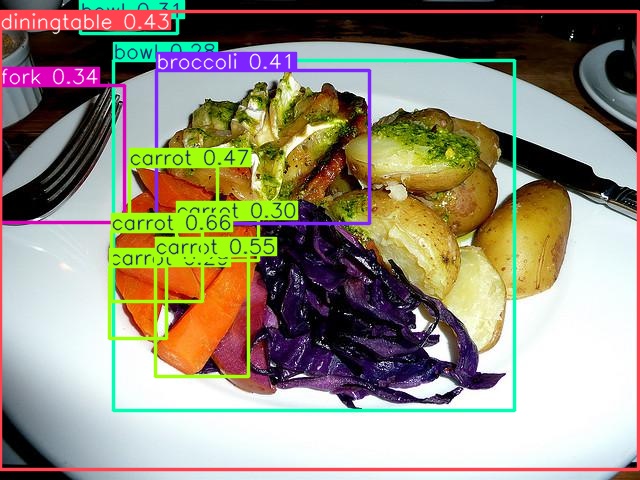 bowl 0.31
diningtable 0.43
bowl 0.28
broccoli 0.41
fork 0.34
carrot 0.47
carrot 0.30
carrot 0.66
carrot 0.55